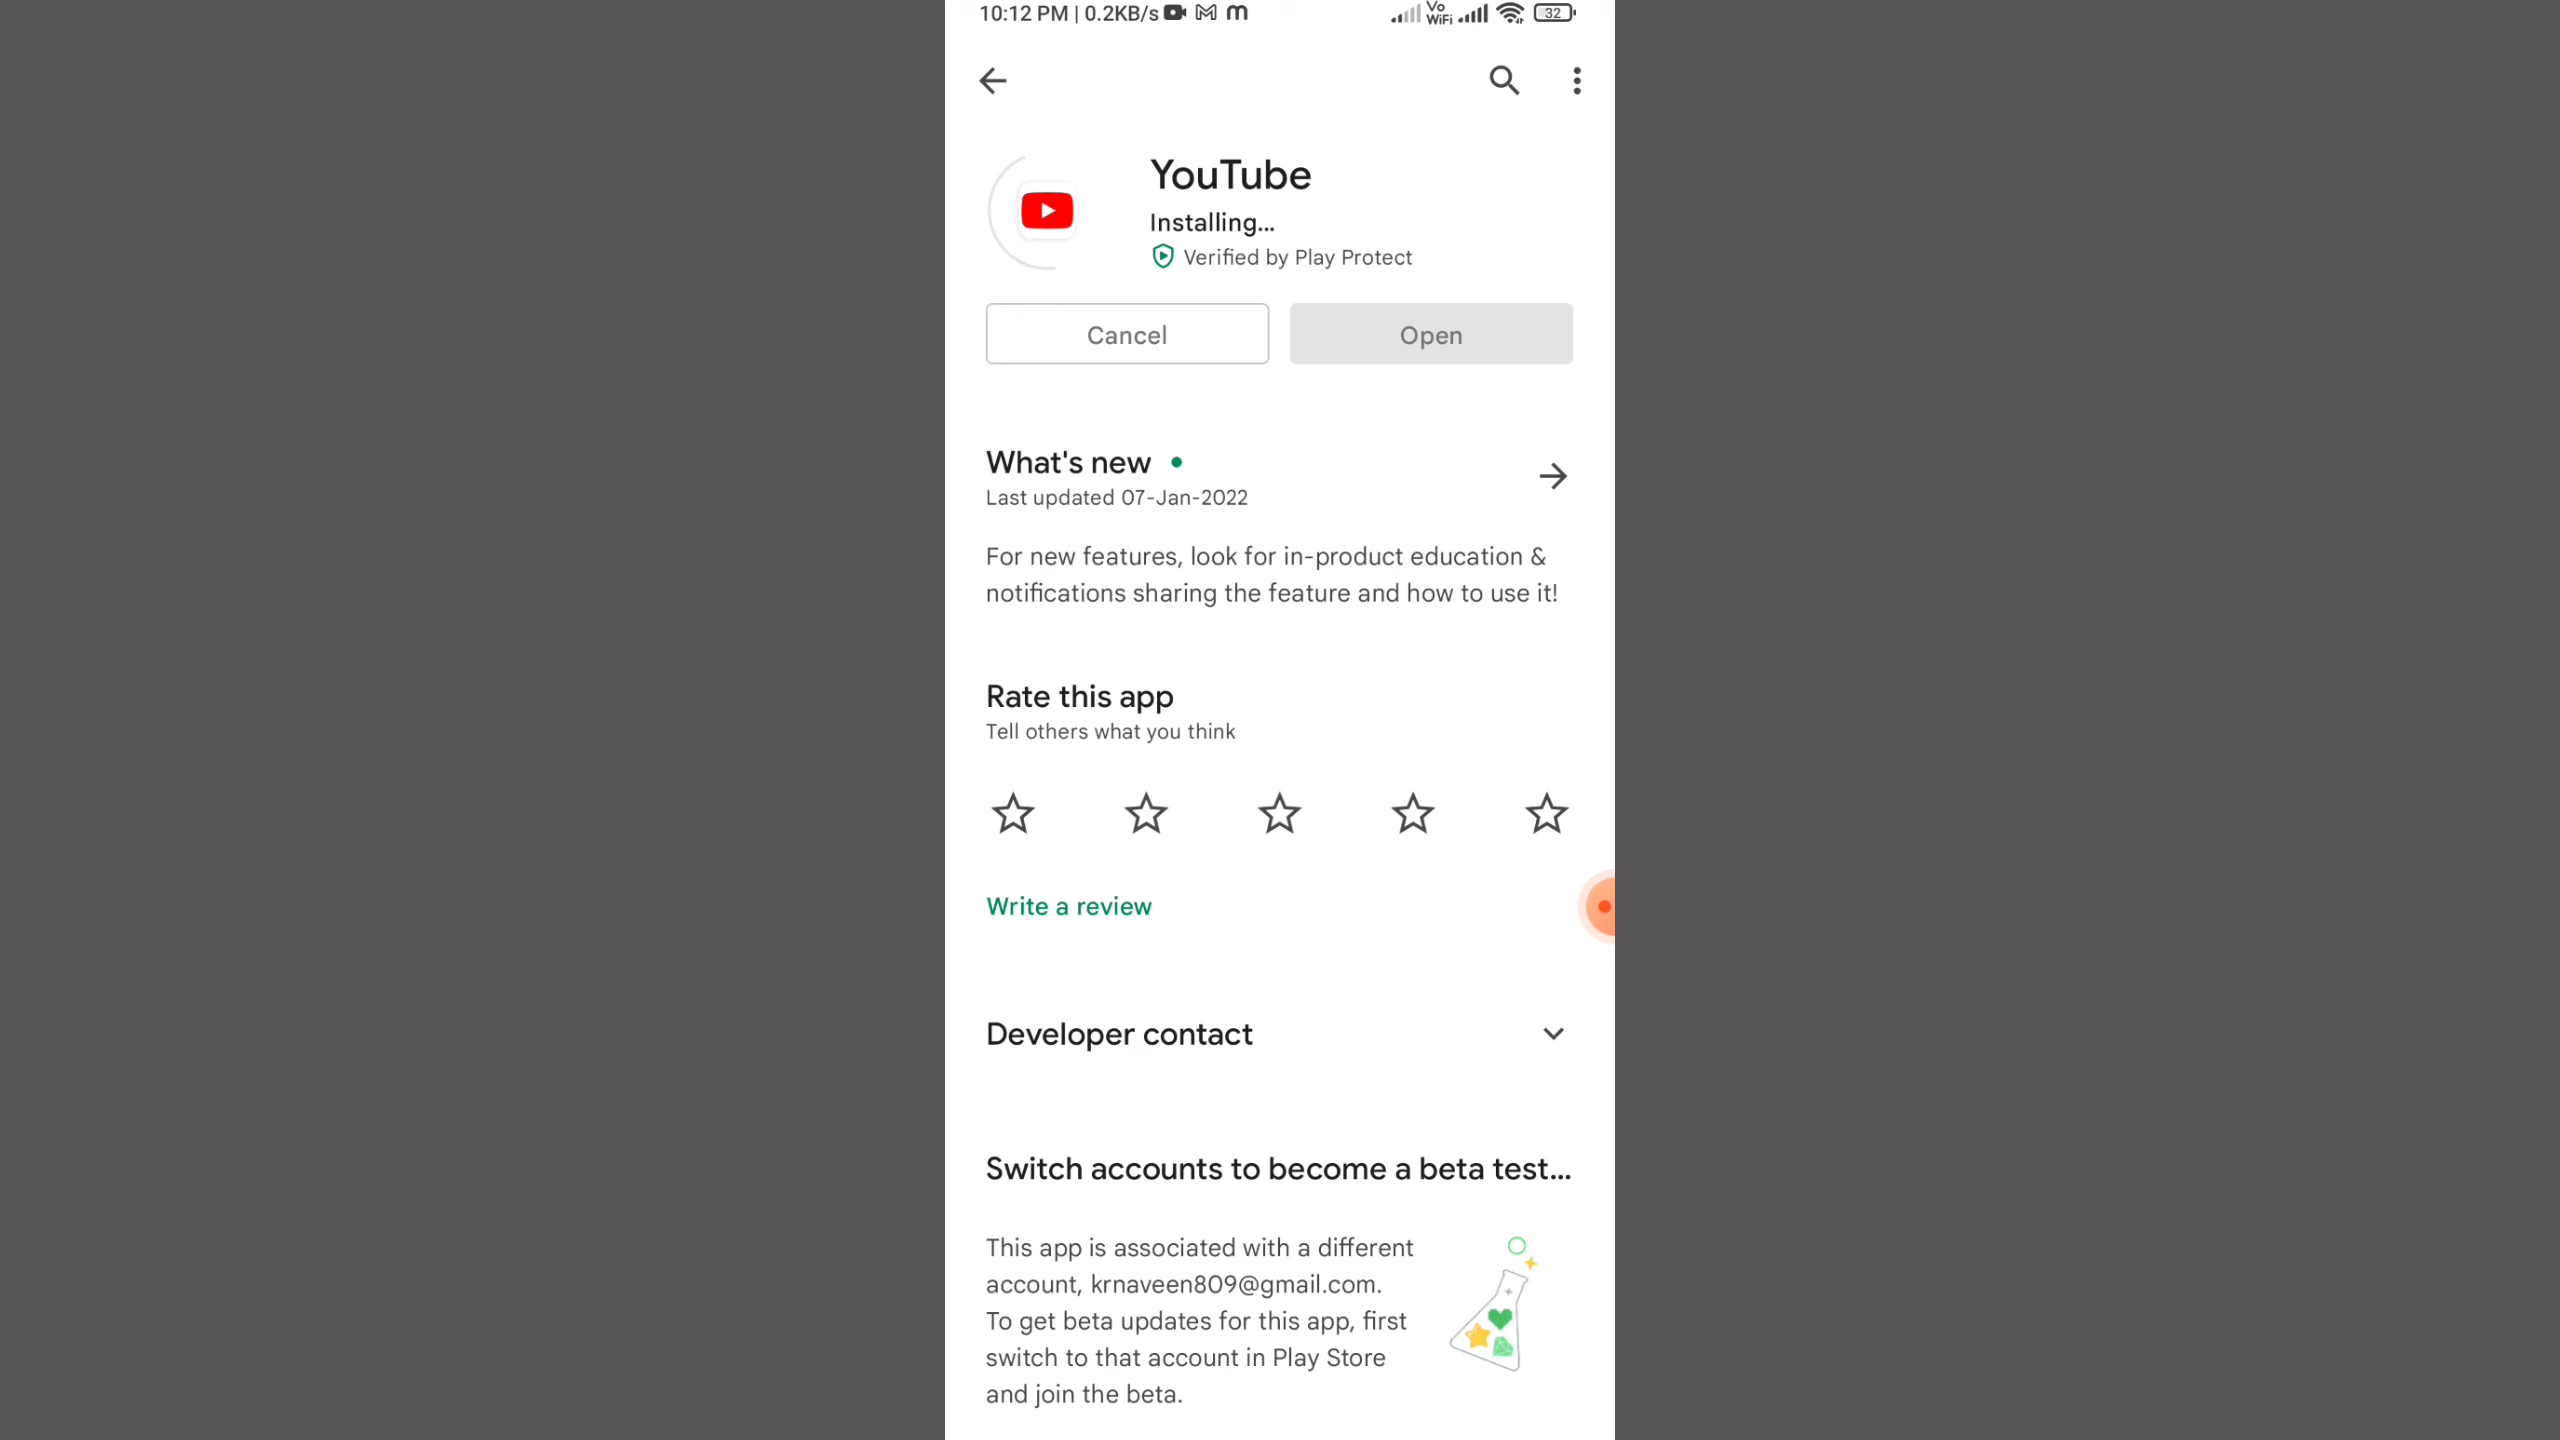 10:12 PM | 0.2KB/s
Vo WiFi
32
YouTube
Installing...
Verified by Play Protect
Cancel
Open
What's new
Last updated 07-Jan-2022
For new features, look for in-product education &
notifications sharing the feature and how to use it!
Rate this app
Tell others what you think
Write a review
Developer contact
Switch accounts to become a beta test...
This app is associated with a different
account, krnaveen809@gmail.com.
To get beta updates for this app, first
switch to that account in Play Store
and join the beta.